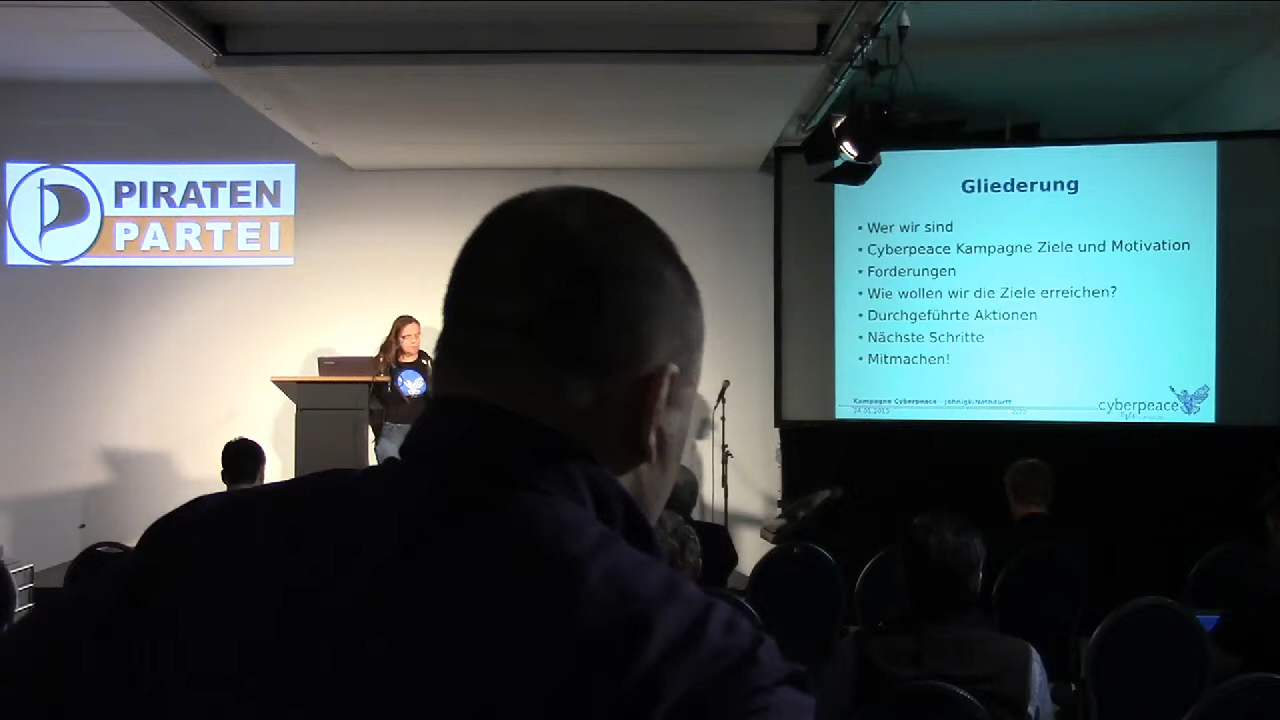 PIRATEN
PARTEI
Gliederung
• Wer wir sind
• Cyberpeace Kampagne Ziele und Motivation
• Forderungen
• Wie wollen wir die Ziele erreichen?
• Durchgeführte Aktionen
• Nächste Schritte
• Mitmachen!
Kampagne Cyberpeace -
cyberpeace